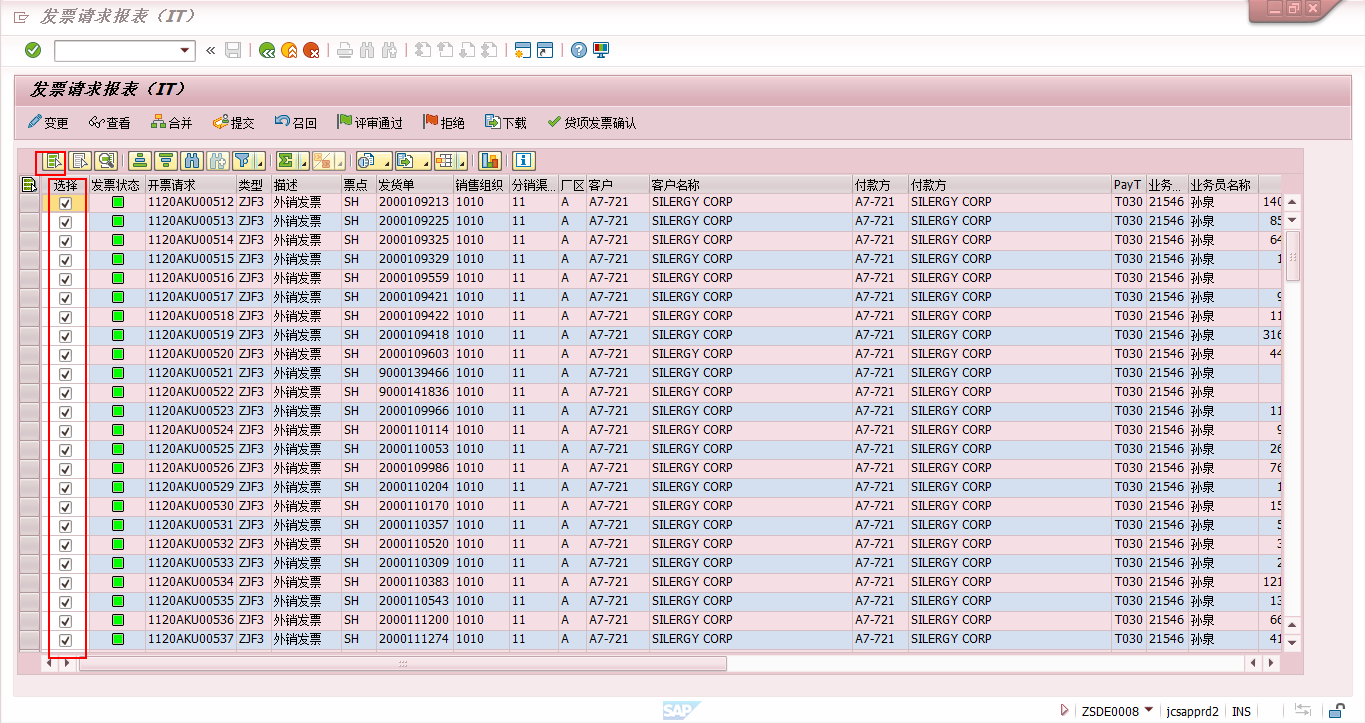 发票请求报表（IT）
发票请求报表（IT）
变更 查看 合并 提交 召回 评审通过 拒绝 下载 贷项发票确认
选择 发票状态 开票请求 类型 描述 票点 发货单 销售组织 分销渠... 厂区 客户 客户名称 付款方 付款方 PayT 业务... 业务员名称
1120AKU00512 ZJF3 外销发票 SH 2000109213 1010 11 A A7-721 SILERGY CORP A7-721 SILERGY CORP T030 21546 孙泉 140
1120AKU00513 ZJF3 外销发票 SH 2000109225 1010 11 A A7-721 SILERGY CORP A7-721 SILERGY CORP T030 21546 孙泉 85
1120AKU00514 ZJF3 外销发票 SH 2000109325 1010 11 A A7-721 SILERGY CORP A7-721 SILERGY CORP T030 21546 孙泉 64
1120AKU00515 ZJF3 外销发票 SH 2000109329 1010 11 A A7-721 SILERGY CORP A7-721 SILERGY CORP T030 21546 孙泉 1
1120AKU00516 ZJF3 外销发票 SH 2000109559 1010 11 A A7-721 SILERGY CORP A7-721 SILERGY CORP T030 21546 孙泉
1120AKU00517 ZJF3 外销发票 SH 2000109421 1010 11 A A7-721 SILERGY CORP A7-721 SILERGY CORP T030 21546 孙泉 9
1120AKU00518 ZJF3 外销发票 SH 2000109422 1010 11 A A7-721 SILERGY CORP A7-721 SILERGY CORP T030 21546 孙泉 11
1120AKU00519 ZJF3 外销发票 SH 2000109418 1010 11 A A7-721 SILERGY CORP A7-721 SILERGY CORP T030 21546 孙泉 316
1120AKU00520 ZJF3 外销发票 SH 2000109603 1010 11 A A7-721 SILERGY CORP A7-721 SILERGY CORP T030 21546 孙泉 44
1120AKU00521 ZJF3 外销发票 SH 9000139466 1010 11 A A7-721 SILERGY CORP A7-721 SILERGY CORP T030 21546 孙泉
1120AKU00522 ZJF3 外销发票 SH 9000141836 1010 11 A A7-721 SILERGY CORP A7-721 SILERGY CORP T030 21546 孙泉
1120AKU00523 ZJF3 外销发票 SH 2000109966 1010 11 A A7-721 SILERGY CORP A7-721 SILERGY CORP T030 21546 孙泉 11
1120AKU00524 ZJF3 外销发票 SH 2000110114 1010 11 A A7-721 SILERGY CORP A7-721 SILERGY CORP T030 21546 孙泉 9
1120AKU00525 ZJF3 外销发票 SH 2000110053 1010 11 A A7-721 SILERGY CORP A7-721 SILERGY CORP T030 21546 孙泉 26
1120AKU00526 ZJF3 外销发票 SH 2000109986 1010 11 A A7-721 SILERGY CORP A7-721 SILERGY CORP T030 21546 孙泉 76
1120AKU00529 ZJF3 外销发票 SH 2000110204 1010 11 A A7-721 SILERGY CORP A7-721 SILERGY CORP T030 21546 孙泉 1
1120AKU00530 ZJF3 外销发票 SH 2000110170 1010 11 A A7-721 SILERGY CORP A7-721 SILERGY CORP T030 21546 孙泉 15
1120AKU00531 ZJF3 外销发票 SH 2000110357 1010 11 A A7-721 SILERGY CORP A7-721 SILERGY CORP T030 21546 孙泉 5
1120AKU00532 ZJF3 外销发票 SH 2000110520 1010 11 A A7-721 SILERGY CORP A7-721 SILERGY CORP T030 21546 孙泉 3
1120AKU00533 ZJF3 外销发票 SH 2000110309 1010 11 A A7-721 SILERGY CORP A7-721 SILERGY CORP T030 21546 孙泉 2
1120AKU00534 ZJF3 外销发票 SH 2000110383 1010 11 A A7-721 SILERGY CORP A7-721 SILERGY CORP T030 21546 孙泉 121
1120AKU00535 ZJF3 外销发票 SH 2000110543 1010 11 A A7-721 SILERGY CORP A7-721 SILERGY CORP T030 21546 孙泉 13
1120AKU00536 ZJF3 外销发票 SH 2000111200 1010 11 A A7-721 SILERGY CORP A7-721 SILERGY CORP T030 21546 孙泉 66
1120AKU00537 ZJF3 外销发票 SH 2000111274 1010 11 A A7-721 SILERGY CORP A7-721 SILERGY CORP T030 21546 孙泉 41
SAP ZSDE0008 jcsapprd2 INS